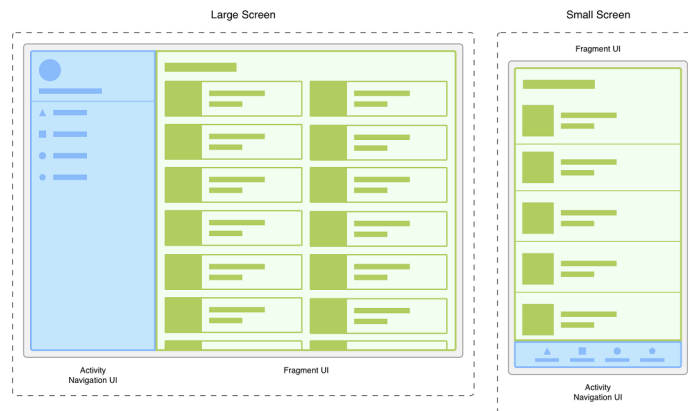 Large Screen
Small Screen
Fragment UI
Activity
Navigation UI
Fragment UI
Activity
Navigation UI